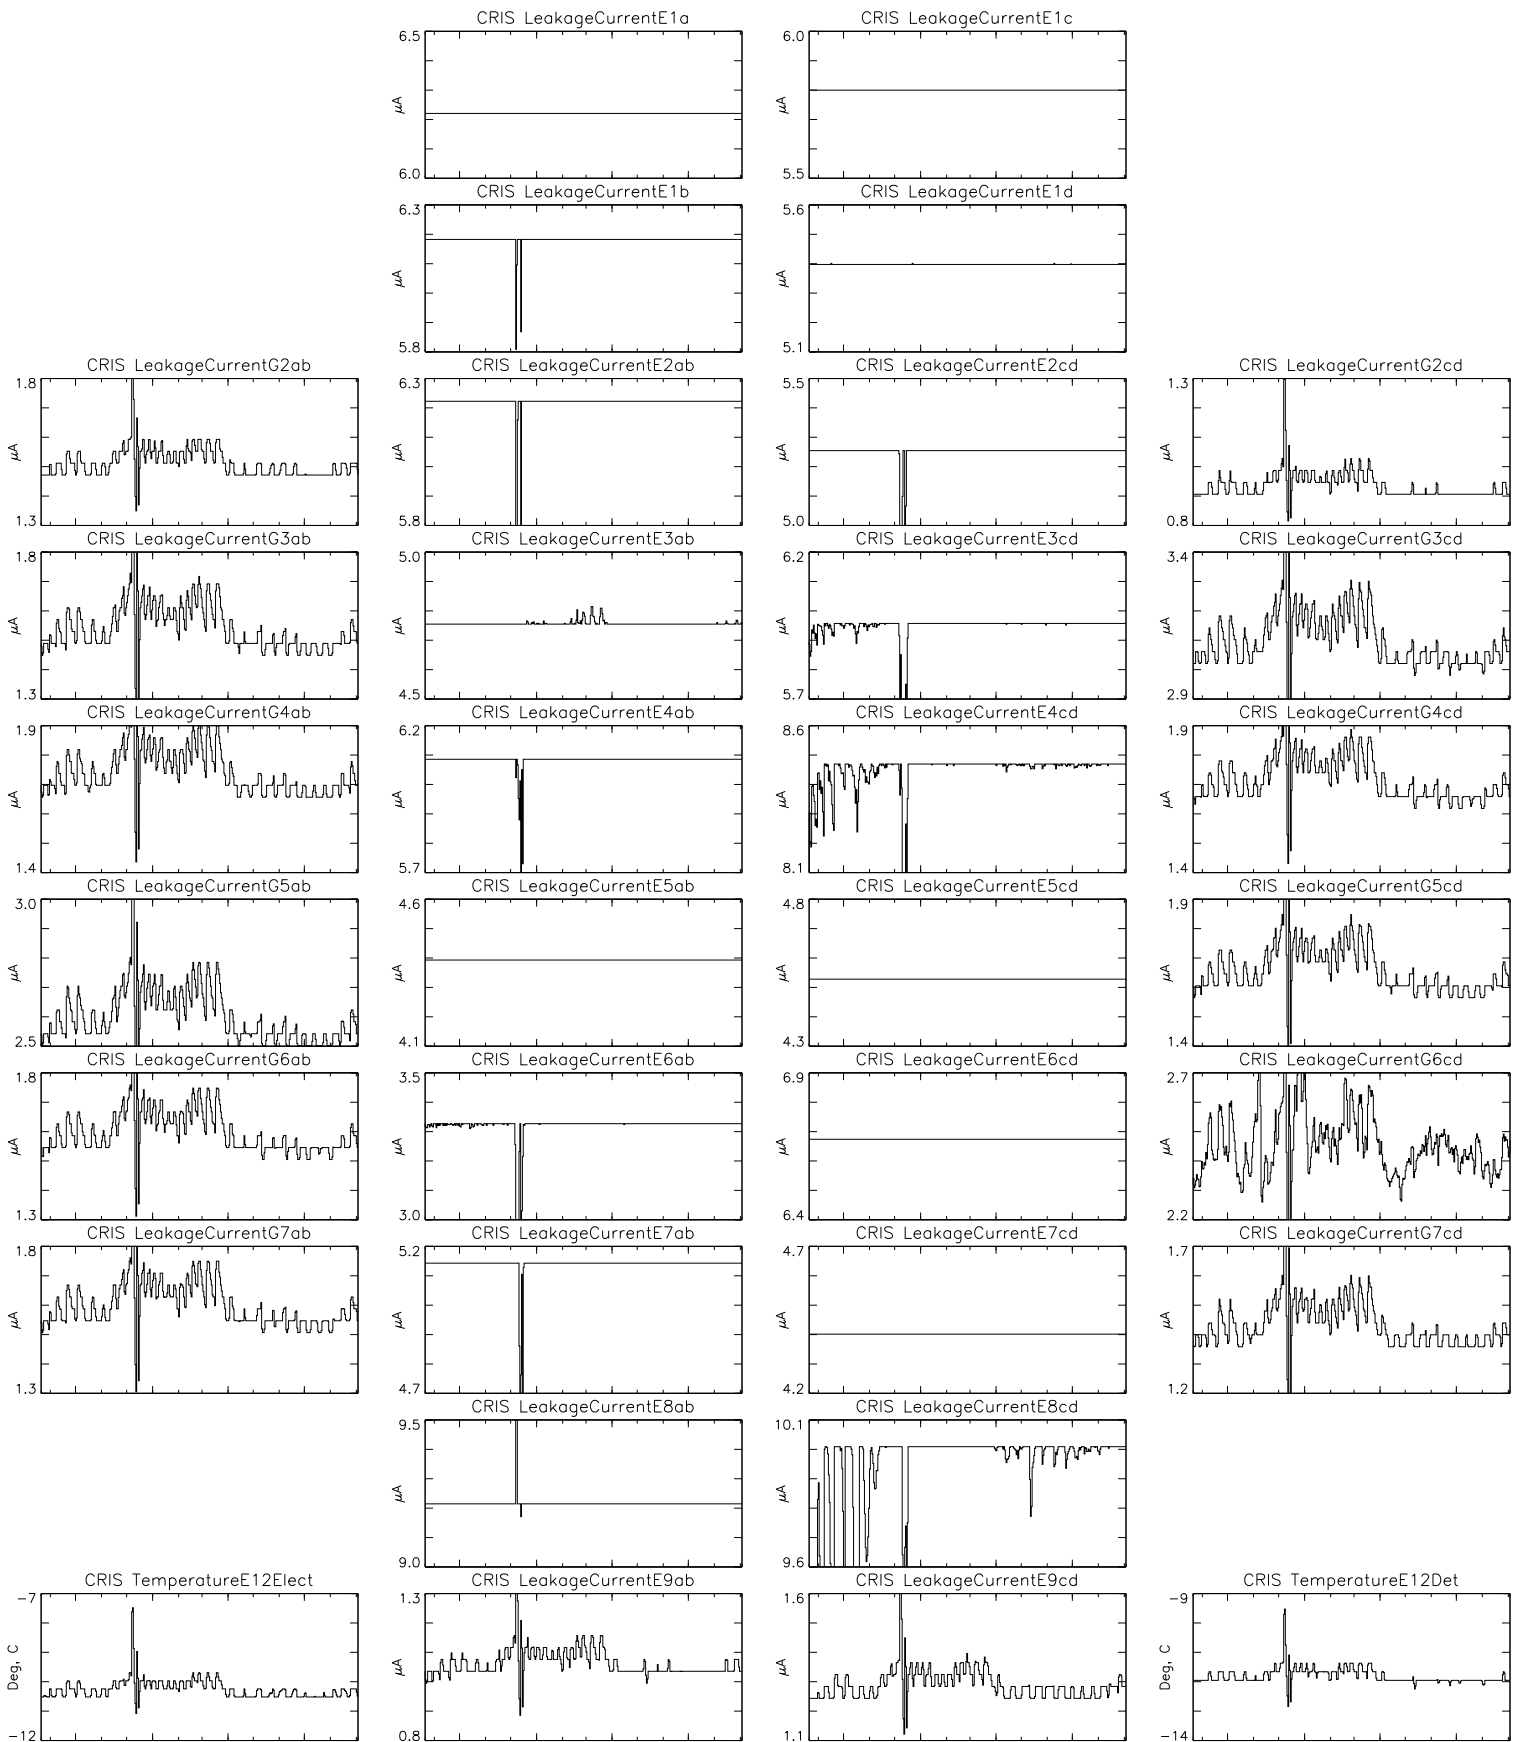 CRIS LeakageCurrentE1a
6.5
μA
6.0
CRIS LeakageCurrentE1c
6.0
μA
5.5
CRIS LeakageCurrentE1b
6.3
μA
5.8
CRIS LeakageCurrentE1d
5.6
μA
5.1
CRIS LeakageCurrentG2ab
1.8
μA
1.3
CRIS LeakageCurrentE2ab
6.3
μA
5.8
CRIS LeakageCurrentE2cd
5.5
μA
5.0
CRIS LeakageCurrentG2cd
1.3
μA
0.8
CRIS LeakageCurrentG3ab
1.8
μA
1.3
CRIS LeakageCurrentE3ab
5.0
μA
4.5
CRIS LeakageCurrentE3cd
6.2
μA
5.7
CRIS LeakageCurrentG3cd
3.4
μA
2.9
CRIS LeakageCurrentG4ab
1.9
μA
1.4
CRIS LeakageCurrentE4ab
6.2
μA
5.7
CRIS LeakageCurrentE4cd
8.6
μA
8.1
CRIS LeakageCurrentG4cd
1.9
μA
1.4
CRIS LeakageCurrentG5ab
3.0
μA
2.5
CRIS LeakageCurrentE5ab
4.6
μA
4.1
CRIS LeakageCurrentE5cd
4.8
μA
4.3
CRIS LeakageCurrentG5cd
1.9
μA
1.4
CRIS LeakageCurrentG6ab
1.8
μA
1.3
CRIS LeakageCurrentE6ab
3.5
μA
3.0
CRIS LeakageCurrentE6cd
6.9
μA
6.4
CRIS LeakageCurrentG6cd
2.7
μA
2.2
CRIS LeakageCurrentG7ab
1.8
μA
1.3
CRIS LeakageCurrentE7ab
5.2
μA
4.7
CRIS LeakageCurrentE7cd
4.7
μA
4.2
CRIS LeakageCurrentG7cd
1.7
μA
1.2
CRIS LeakageCurrentE8ab
9.5
μA
9.0
CRIS LeakageCurrentE8cd
10.1
μA
9.6
CRIS TemperatureE12Elect
−7
Deg, C
−12
CRIS LeakageCurrentE9ab
1.3
μA
0.8
CRIS LeakageCurrentE9cd
1.6
μA
1.1
CRIS TemperatureE12Det
−9
Deg, C
−14